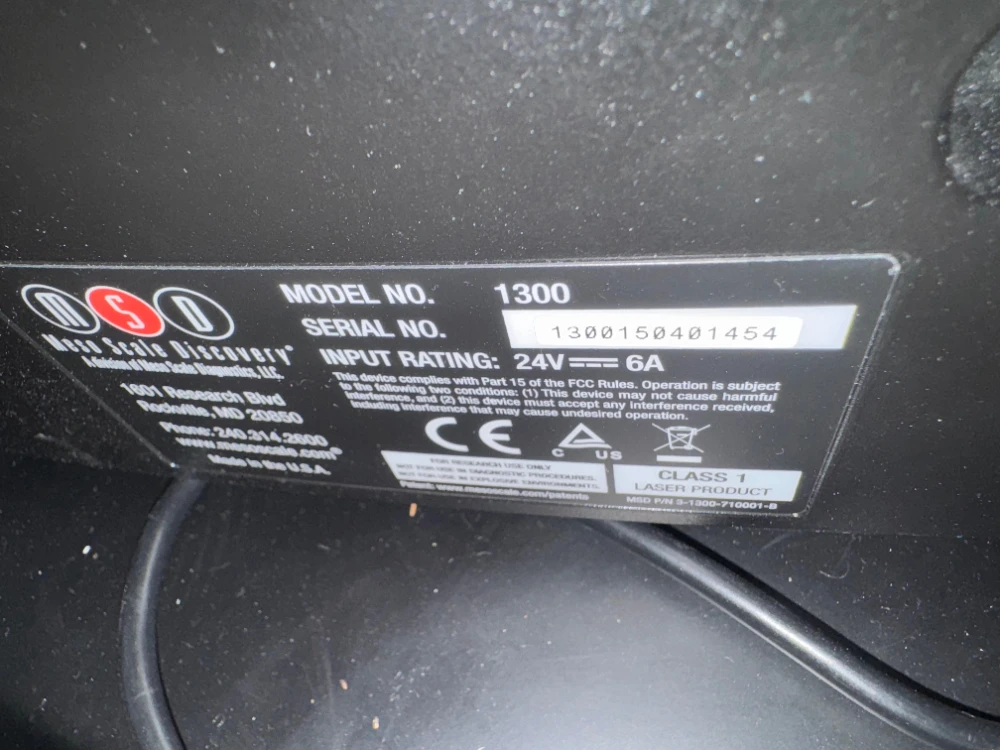 MSD
Meso Scale Discovery®
A division of Meso Scale Diagnostics, LLC.
1601 Research Blvd
Rockville, MD 20850
Phone: 240.314.2600
www.mesoscale.com®
Made in the U.S.A.
MODEL NO. 1300
SERIAL NO. 1300150401454
INPUT RATING: 24V 6A
This device complies with Part 15 of the FCC Rules. Operation is subject
to the following two conditions: (1) This device may not cause harmful
interference, and (2) this device must accept any interference received,
including interference that may cause undesired operation.
CE
C US
FOR RESEARCH USE ONLY
NOT FOR USE IN DIAGNOSTIC PROCEDURES.
NOT FOR USE IN EXPLOSIVE ENVIRONMENTS.
Patents: www.mesoscale.com/patents
CLASS 1
LASER PRODUCT
MSD P/N 3-1300-710001-B